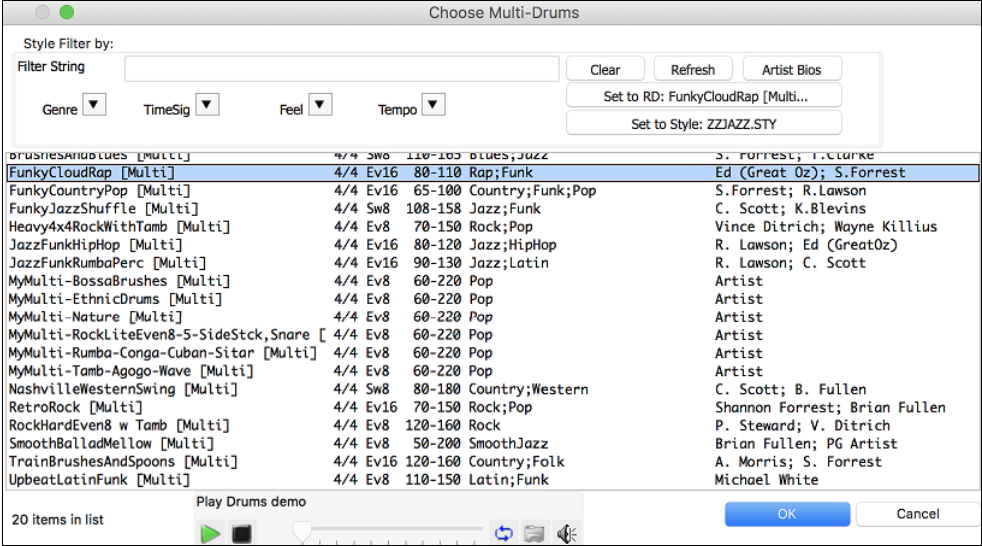 Choose Multi-Drums
Style Filter by:
Filter String
Clear
Refresh
Artist Bios
Genre
TimeSig
Feel
Tempo
Set to RD: FunkyCloudRap [Multi...
Set to Style: ZZJAZZ.STY
BrushesAndBlues [Multi] 4/4 Sw8 110-165 Blues;Jazz S. Forrest; T.Clarke
FunkyCloudRap [Multi] 4/4 Ev16 80-110 Rap;Funk Ed (Great Oz); S.Forrest
FunkyCountryPop [Multi] 4/4 Ev16 65-100 Country;Funk;Pop S.Forrest; R.Lawson
FunkyJazzShuffle [Multi] 4/4 Sw8 108-158 Jazz;Funk C. Scott; K.Blevins
Heavy4x4RockWithTamb [Multi] 4/4 Ev8 70-150 Rock;Pop Vince Ditrich; Wayne Killius
JazzFunkHipHop [Multi] 4/4 Ev16 80-120 Jazz;HipHop R. Lawson; Ed (GreatOz)
JazzFunkRumbaPerc [Multi] 4/4 Ev16 90-130 Jazz;Latin R. Lawson; C. Scott
MyMulti-BossaBrushes [Multi] 4/4 Ev8 60-220 Pop Artist
MyMulti-EthnicDrums [Multi] 4/4 Ev8 60-220 Pop Artist
MyMulti-Nature [Multi] 4/4 Ev8 60-220 Pop Artist
MyMulti-RockLiteEven8-5-SideStck,Snare [ 4/4 Ev8 60-220 Pop Artist
MyMulti-Rumba-Conga-Cuban-Sitar [Multi] 4/4 Ev8 60-220 Pop Artist
MyMulti-Tamb-Agogo-Wave [Multi] 4/4 Ev8 60-220 Pop Artist
NashvilleWesternSwing [Multi] 4/4 Sw8 80-180 Country;Western C. Scott; B. Fullen
RetroRock [Multi] 4/4 Ev16 70-150 Rock;Pop Shannon Forrest; Brian Fullen
RockHardEven8 w Tamb [Multi] 4/4 Ev8 120-160 Rock P. Steward; V. Ditrich
SmoothBalladMellow [Multi] 4/4 Ev8 50-200 SmoothJazz Brian Fullen; PG Artist
TrainBrushesAndSpoons [Multi] 4/4 Ev16 120-160 Country;Folk A. Morris; S. Forrest
UpbeatLatinFunk [Multi] 4/4 Ev8 110-150 Latin;Funk Michael White
Play Drums demo
20 items in list
OK
Cancel